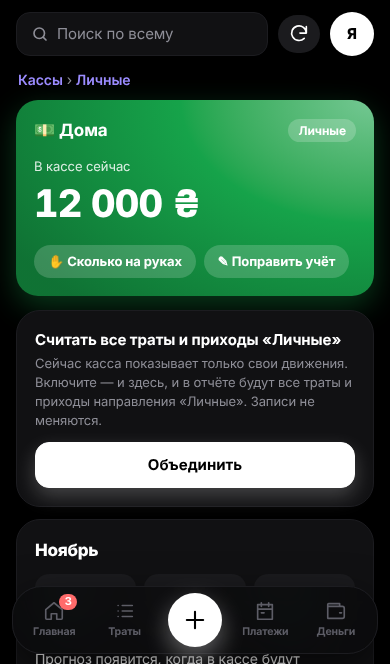 Поиск по всему
Я
Кассы › Личные
💵 Дома
Личные
В кассе сейчас
12 000 ₴
✋ Сколько на руках
✎ Поправить учёт
Считать все траты и приходы «Личные»
Сейчас касса показывает только свои движения.
Включите — и здесь, и в отчёте будут все траты и
приходы направления «Личные». Записи не
меняются.
Объединить
Ноябрь
3
Главная
Траты
Платежи
Деньги
Прогноз появится, когда в кассе будут